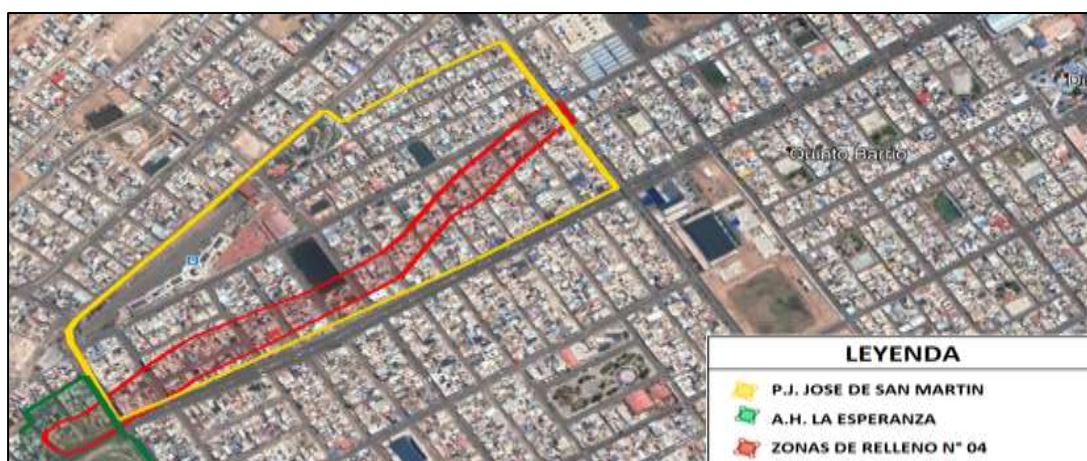 Quinto Barrio
LEYENDA
P.J. JOSE DE SAN MARTIN
A.H. LA ESPERANZA
ZONAS DE RELLENO N° 04